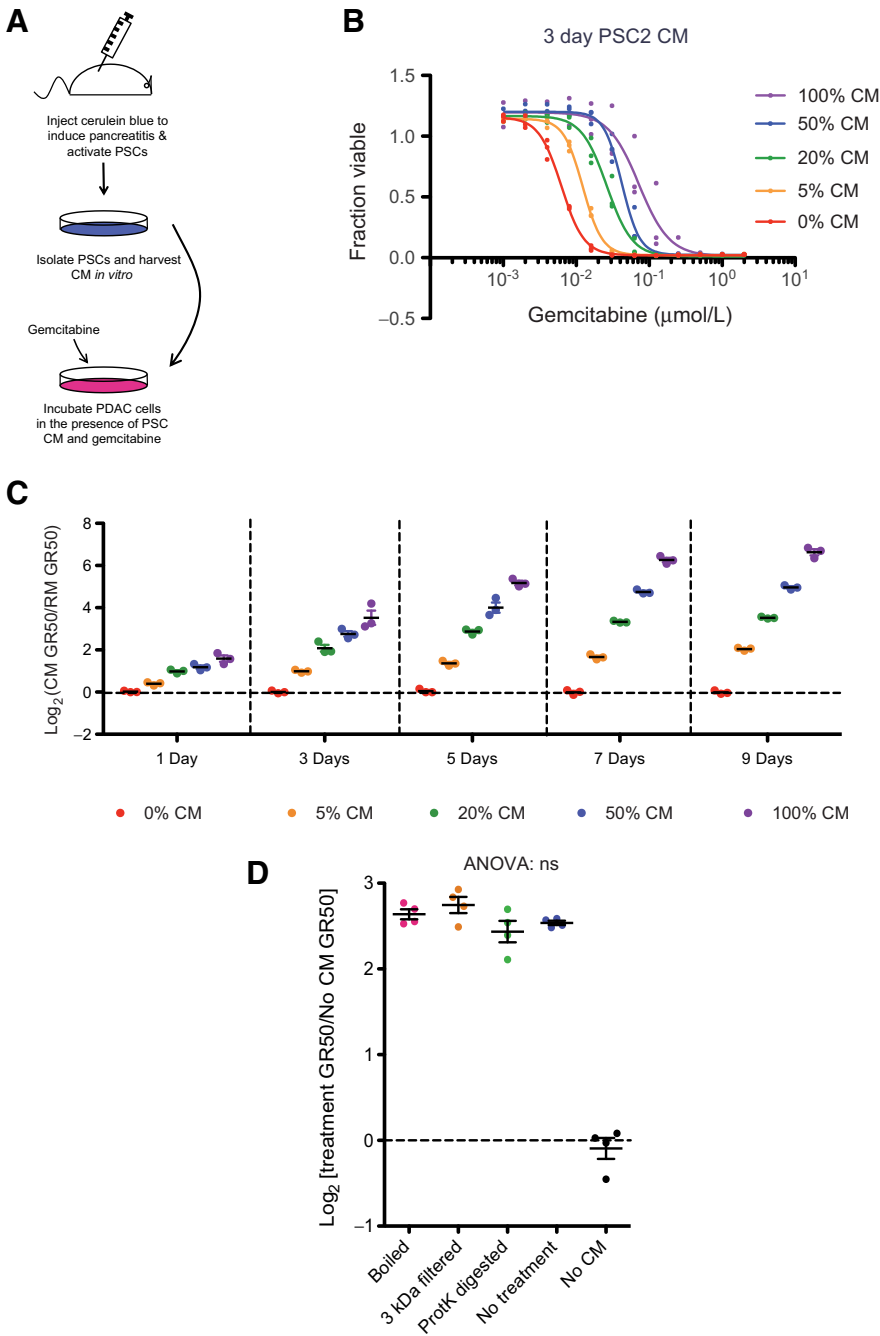 A
Inject cerulein blue to
induce pancreatitis &
activate PSCs
Isolate PSCs and harvest
CM in vitro
Gemcitabine
Incubate PDAC cells
in the presence of PSC
CM and gemcitabine
B
3 day PSC2 CM
Fraction viable
1.5
1.0
0.5
0.0
−0.5
10⁻³
10⁻²
10⁻¹
10⁰
10¹
Gemcitabine (μmol/L)
100% CM
50% CM
20% CM
5% CM
0% CM
C
Log₂ (CM GR50/RM GR50)
8
6
4
2
0
−2
1 Day
3 Days
5 Days
7 Days
9 Days
0% CM
5% CM
20% CM
50% CM
100% CM
D
ANOVA: ns
Log₂ [treatment GR50/No CM GR50]
3
2
1
0
−1
Boiled
3 kDa filtered
ProtK digested
No treatment
No CM